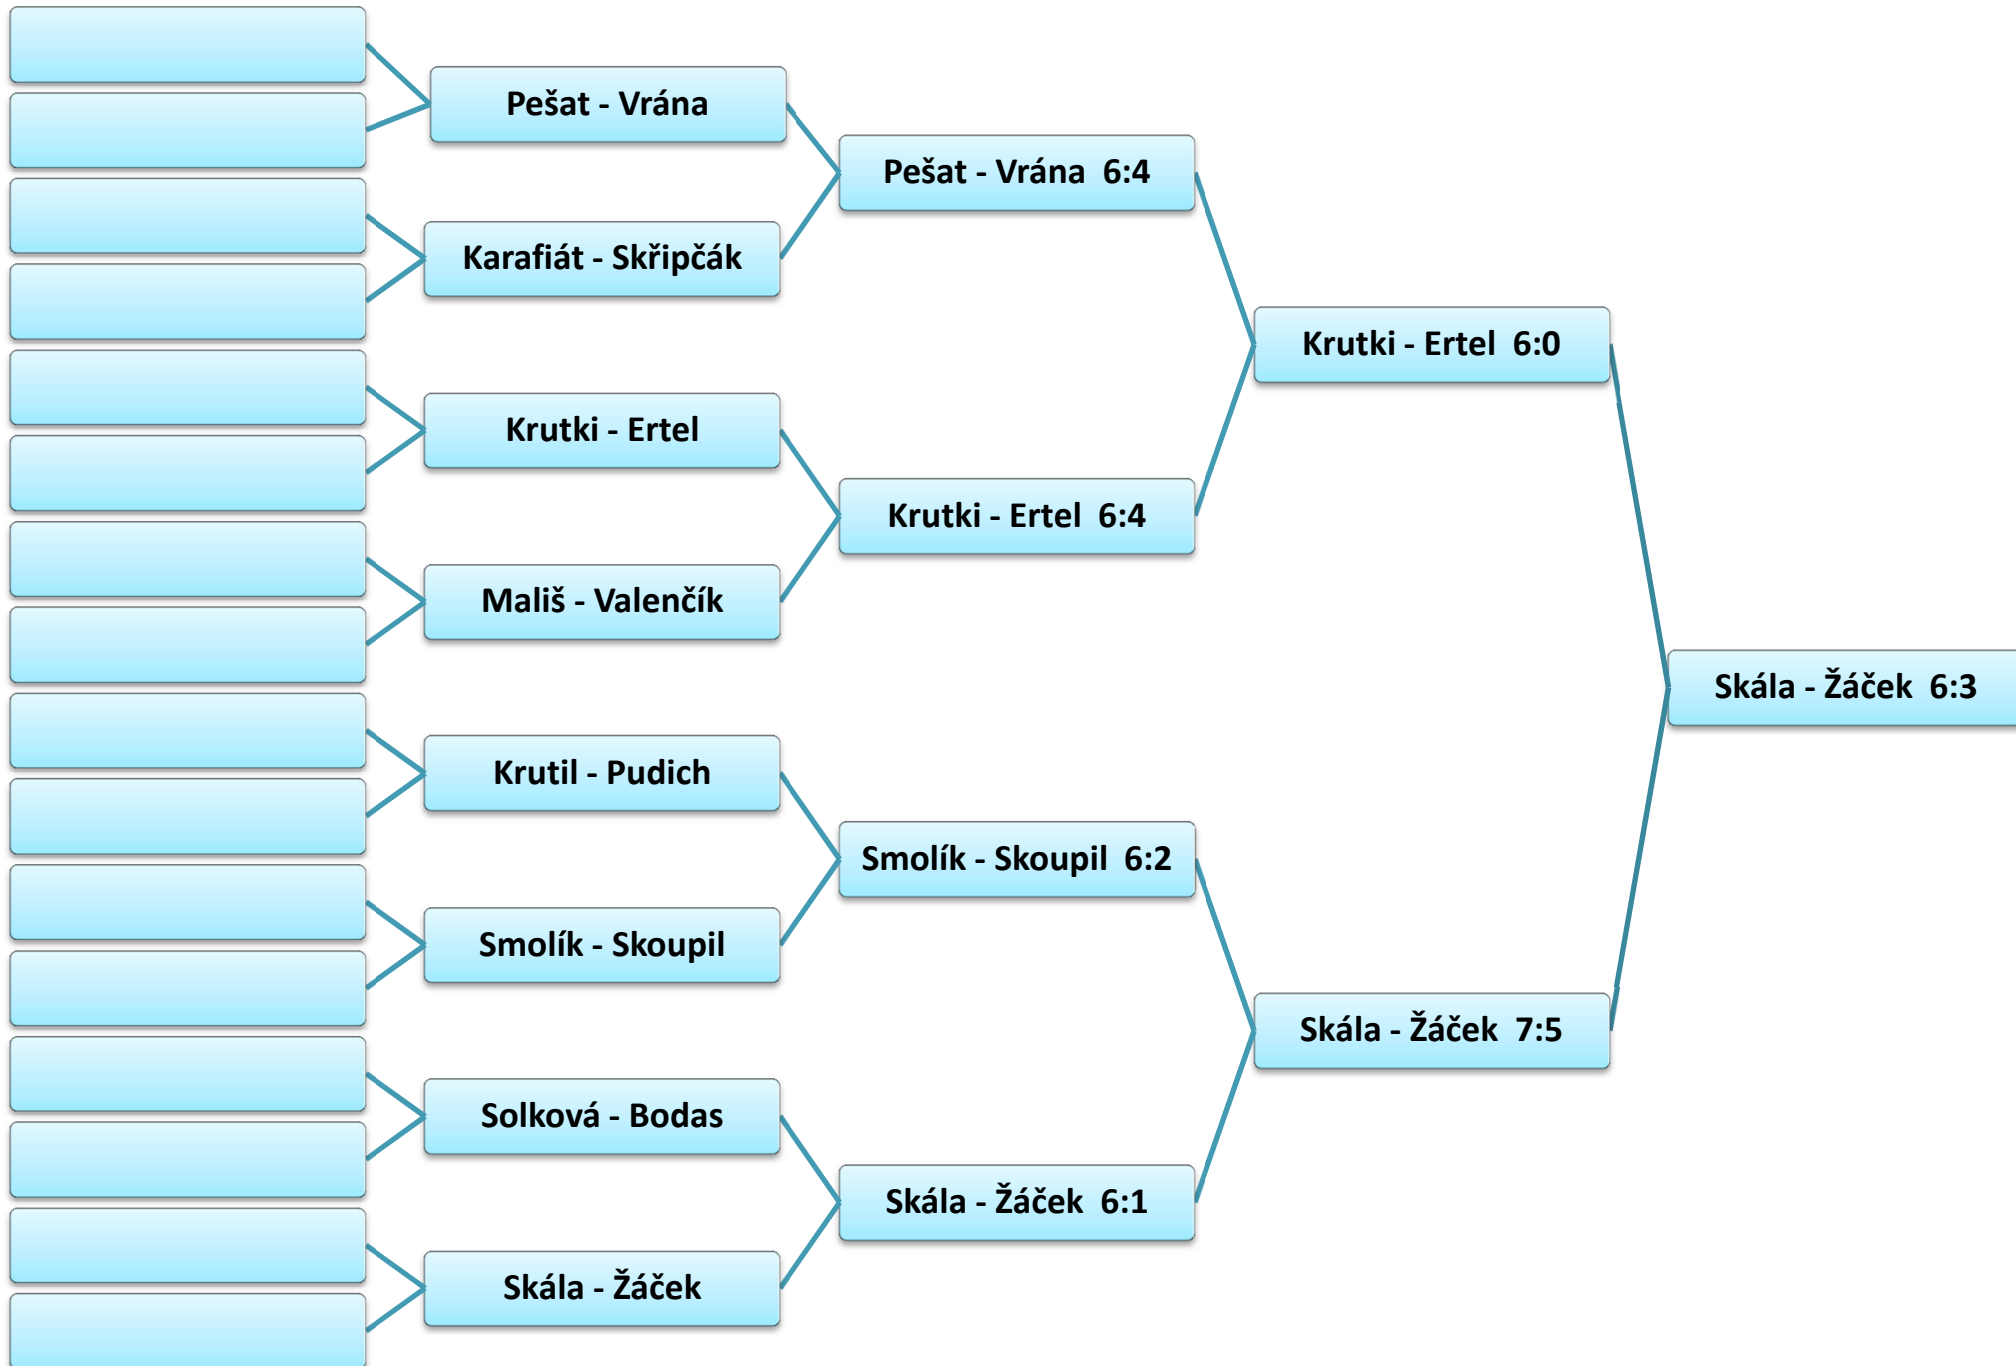 Pešat - Vrána
Karafiát - Skřipčák
Krutki - Ertel
Mališ - Valenčík
Krutil - Pudich
Smolík - Skoupil
Solková - Bodas
Skála - Žáček
Pešat - Vrána  6:4
Krutki - Ertel  6:4
Smolík - Skoupil  6:2
Skála - Žáček  6:1
Krutki - Ertel  6:0
Skála - Žáček  7:5
Skála - Žáček  6:3